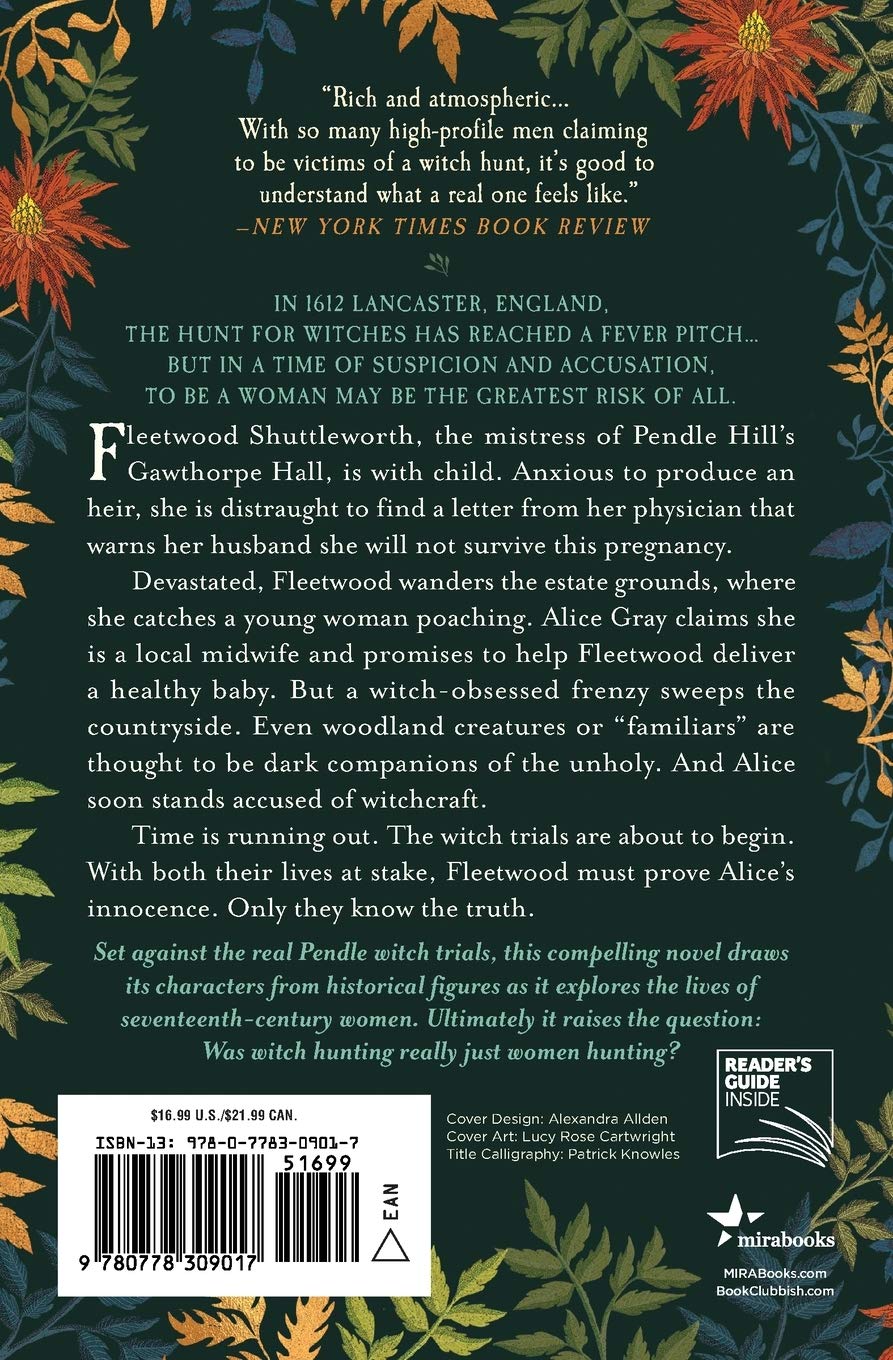 “Rich and atmospheric...
With so many high-profile men claiming
to be victims of a witch hunt, it’s good to
understand what a real one feels like.”
–NEW YORK TIMES BOOK REVIEW
IN 1612 LANCASTER, ENGLAND,
THE HUNT FOR WITCHES HAS REACHED A FEVER PITCH...
BUT IN A TIME OF SUSPICION AND ACCUSATION,
TO BE A WOMAN MAY BE THE GREATEST RISK OF ALL.
Fleetwood Shuttleworth, the mistress of Pendle Hill’s
Gawthorpe Hall, is with child. Anxious to produce an
heir, she is distraught to find a letter from her physician that
warns her husband she will not survive this pregnancy.
Devastated, Fleetwood wanders the estate grounds, where
she catches a young woman poaching. Alice Gray claims she
is a local midwife and promises to help Fleetwood deliver
a healthy baby. But a witch-obsessed frenzy sweeps the
countryside. Even woodland creatures or “familiars” are
thought to be dark companions of the unholy. And Alice
soon stands accused of witchcraft.
Time is running out. The witch trials are about to begin.
With both their lives at stake, Fleetwood must prove Alice’s
innocence. Only they know the truth.
Set against the real Pendle witch trials, this compelling novel draws
its characters from historical figures as it explores the lives of
seventeenth-century women. Ultimately it raises the question:
Was witch hunting really just women hunting?
READER’S
GUIDE
INSIDE
$16.99 U.S./$21.99 CAN.
ISBN-13: 978-0-7783-0901-7
51699
EAN
9 780778 309017
Cover Design: Alexandra Allden
Cover Art: Lucy Rose Cartwright
Title Calligraphy: Patrick Knowles
mirabooks
MIRABooks.com
BookClubbish.com